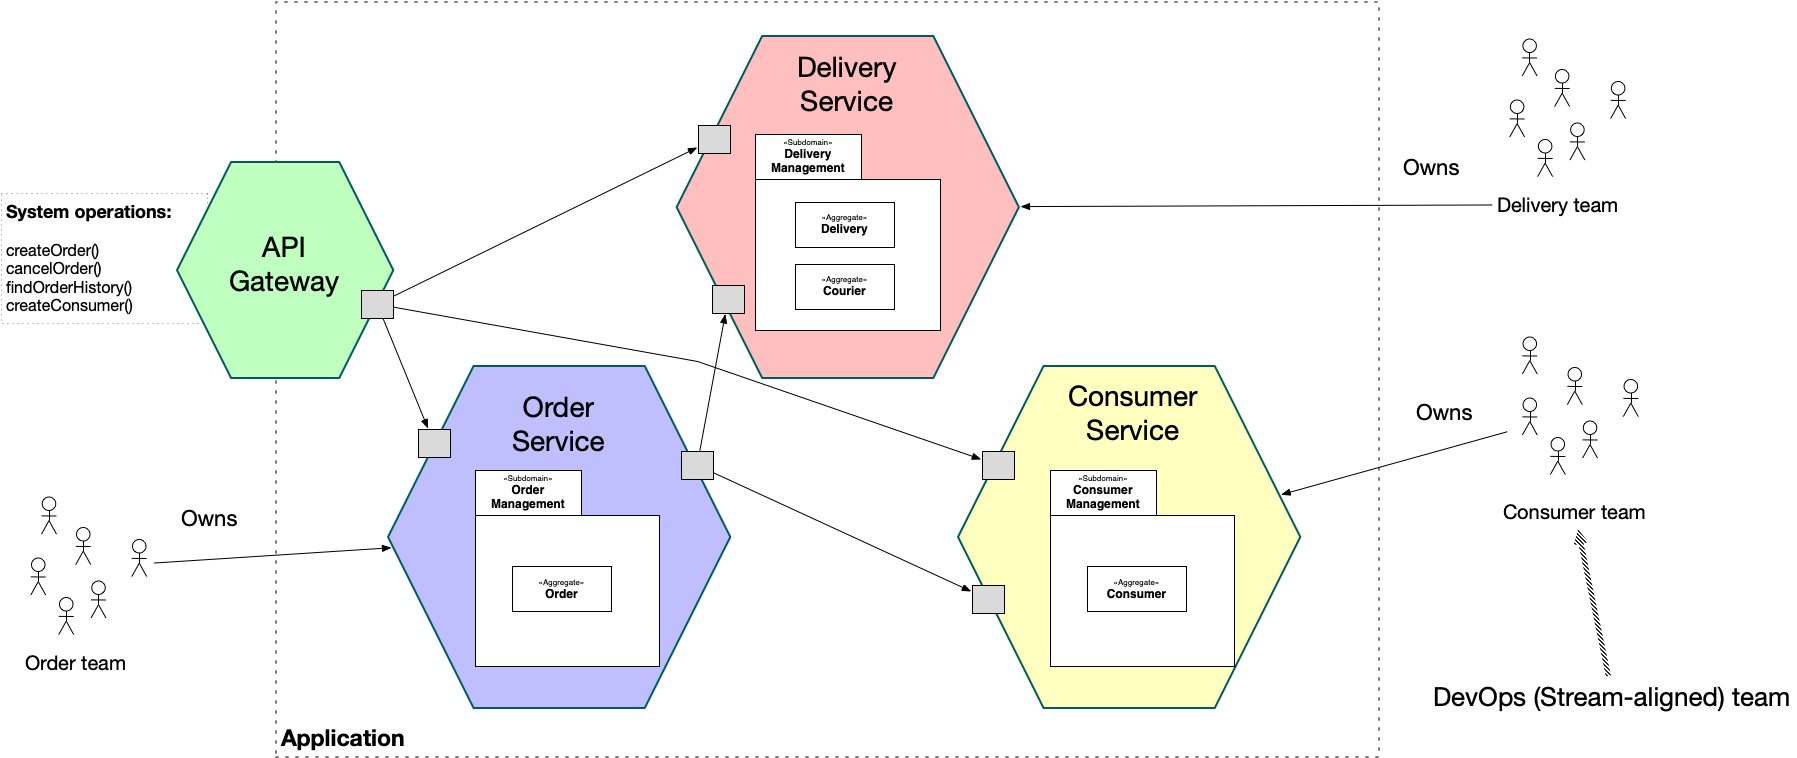 System operations:
createOrder()
cancelOrder()
findOrderHistory()
createConsumer()
API
Gateway
Delivery
Service
«Subdomain»
Delivery
Management
«Aggregate»
Delivery
«Aggregate»
Courier
Owns
Delivery team
Order
Service
«Subdomain»
Order
Management
«Aggregate»
Order
Owns
Order team
Consumer
Service
«Subdomain»
Consumer
Management
«Aggregate»
Consumer
Owns
Consumer team
DevOps (Stream-aligned) team
Application